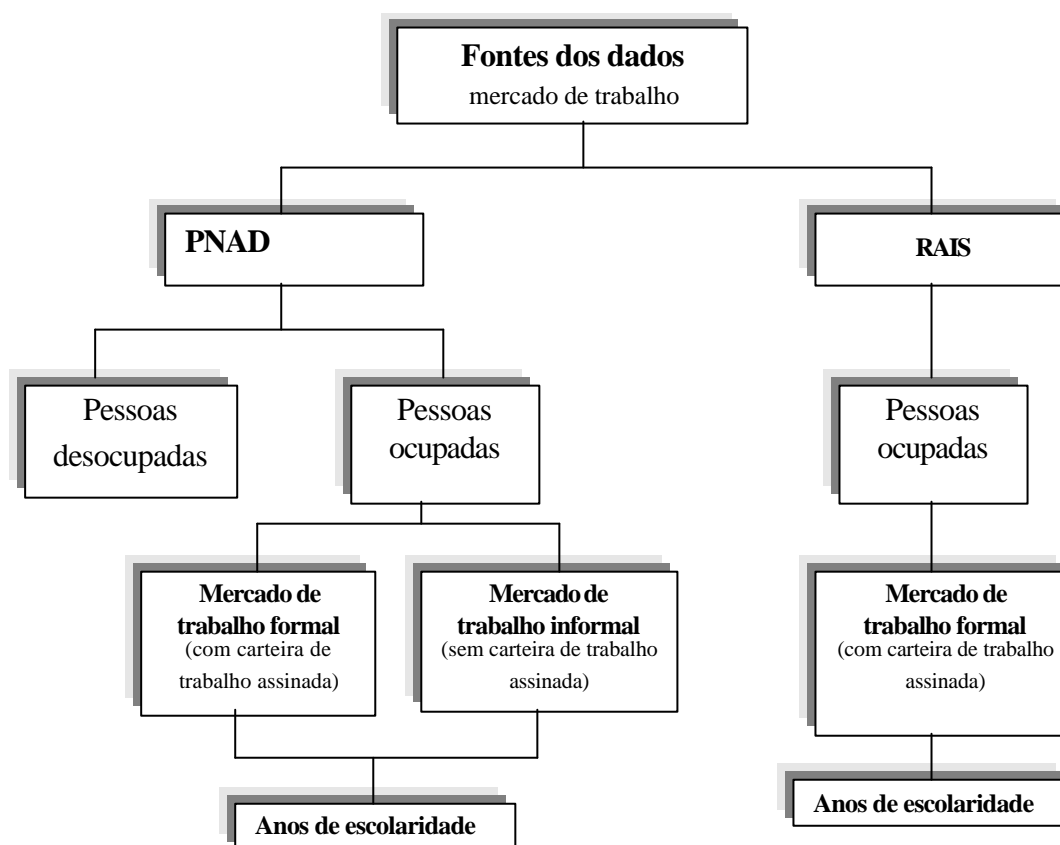 Fontes dos dados
mercado de trabalho
PNAD
RAIS
Pessoas
desocupadas
Pessoas
ocupadas
Pessoas
ocupadas
Mercado de
trabalho formal
(com carteira de
trabalho assinada)
Mercado de
trabalho informal
(sem carteira de trabalho
assinada)
Mercado de
trabalho formal
(com carteira de trabalho
assinada)
Anos de escolaridade
Anos de escolaridade